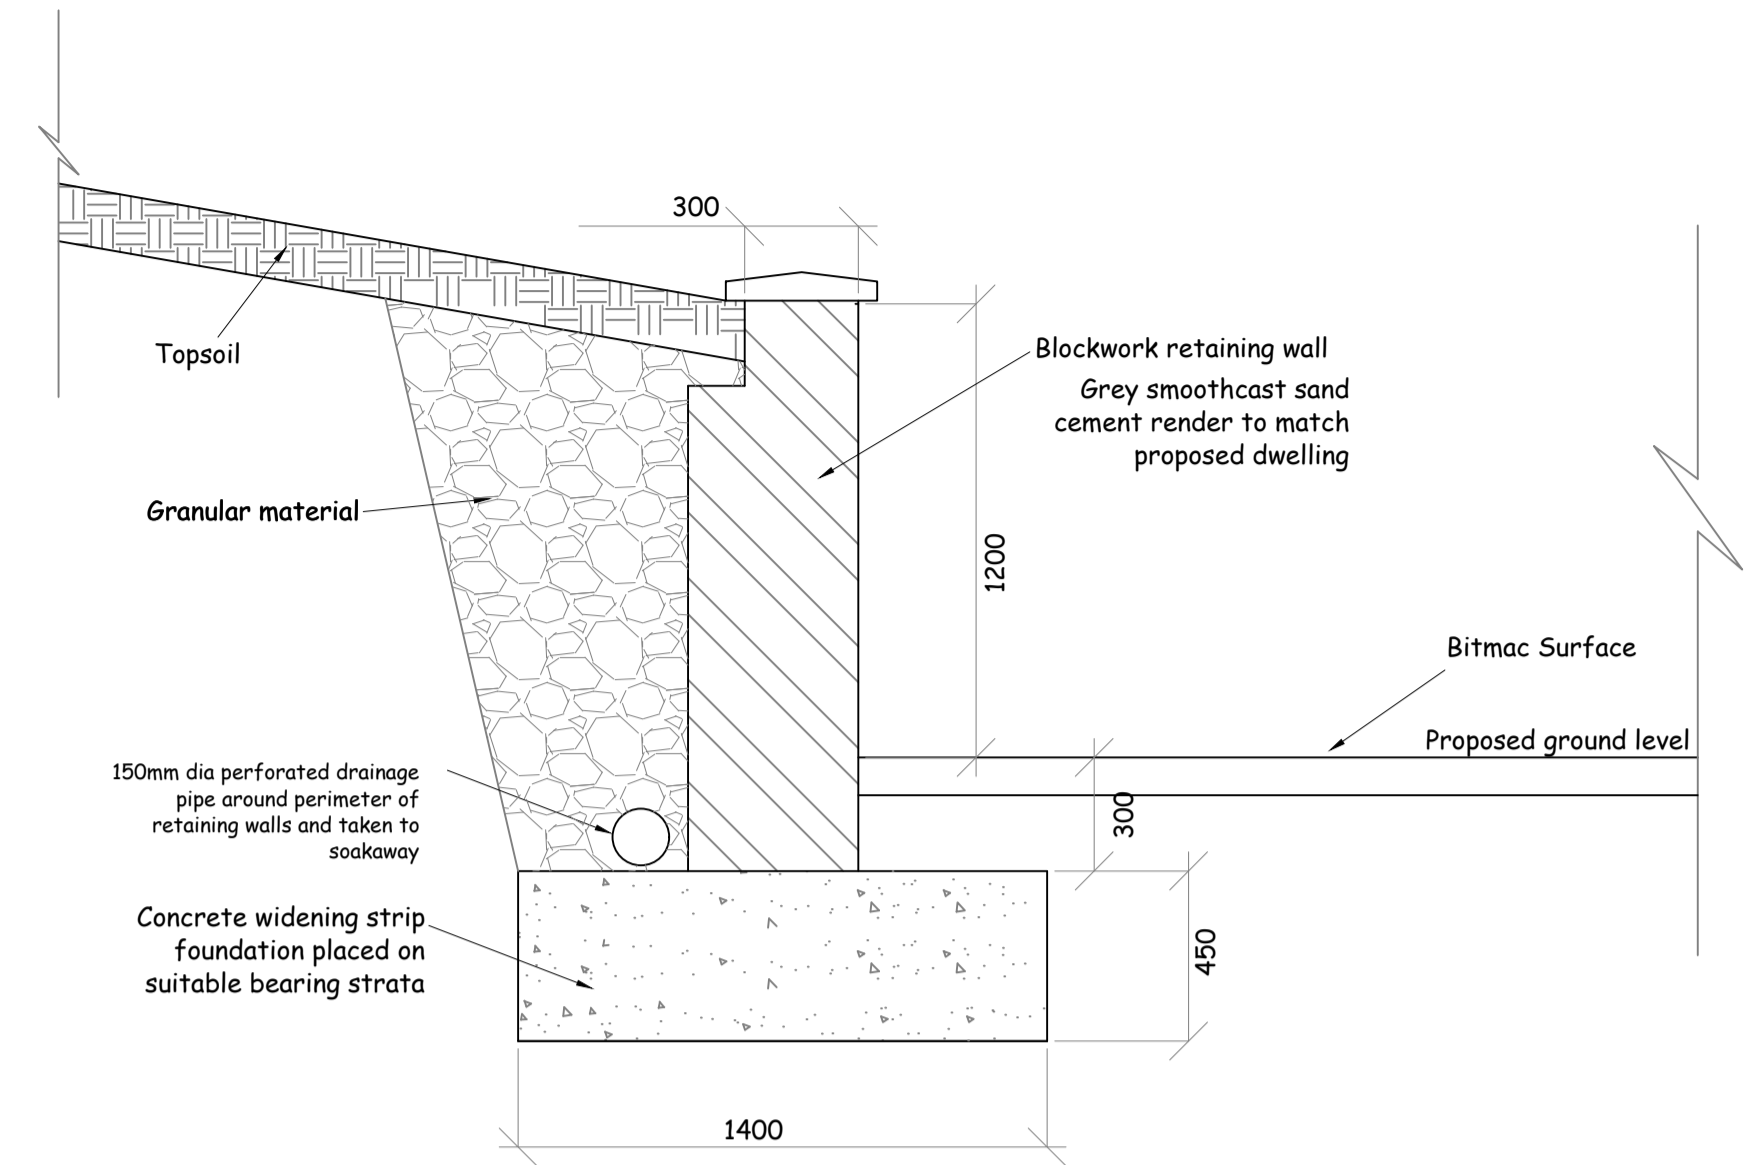 300
Topsoil
Blockwork retaining wall
Grey smoothcast sand
cement render to match
proposed dwelling
Granular material
1200
Bitmac Surface
Proposed ground level
150mm dia perforated drainage
pipe around perimeter of
retaining walls and taken to
soakaway
300
Concrete widening strip
foundation placed on
suitable bearing strata
450
1400